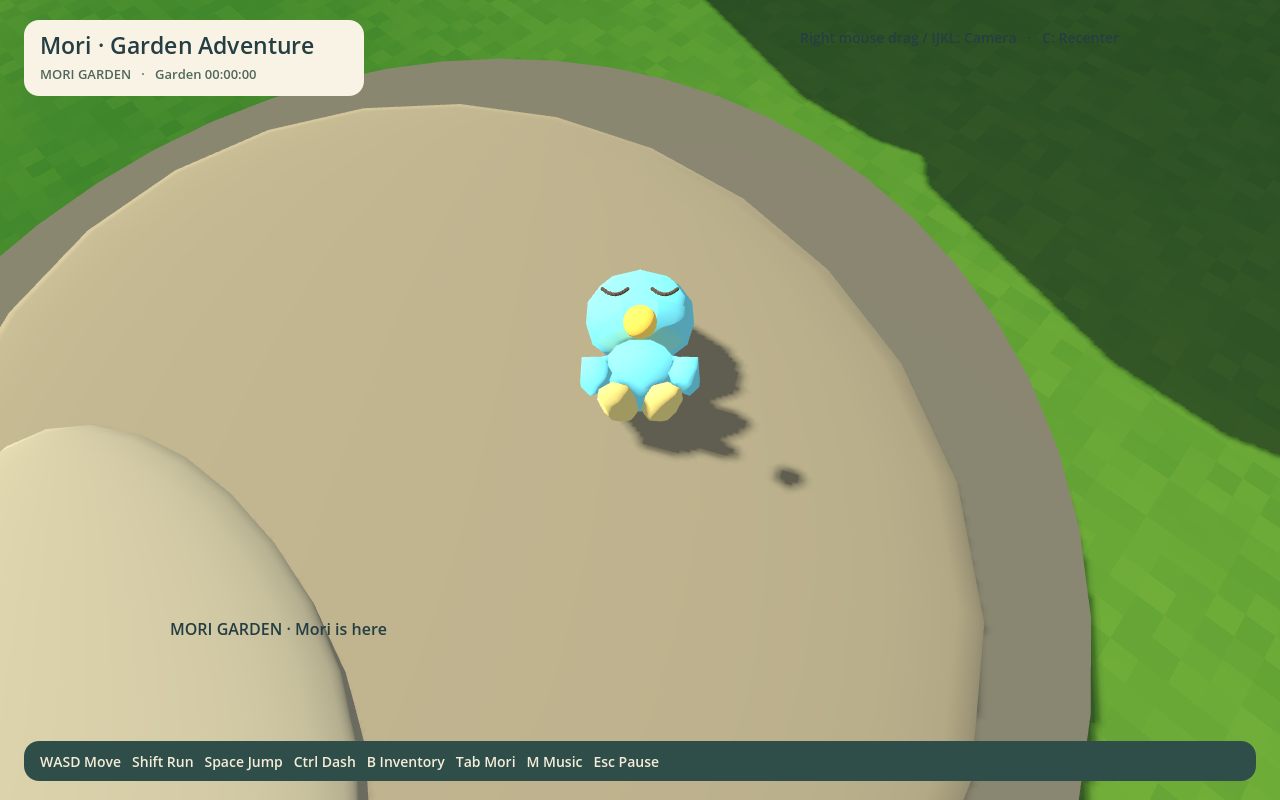 Mori · Garden Adventure
MORI GARDEN · Garden 00:00:00
Right mouse drag / IJKL: Camera · C: Recenter
MORI GARDEN · Mori is here
WASD Move Shift Run Space Jump Ctrl Dash B Inventory Tab Mori M Music Esc Pause